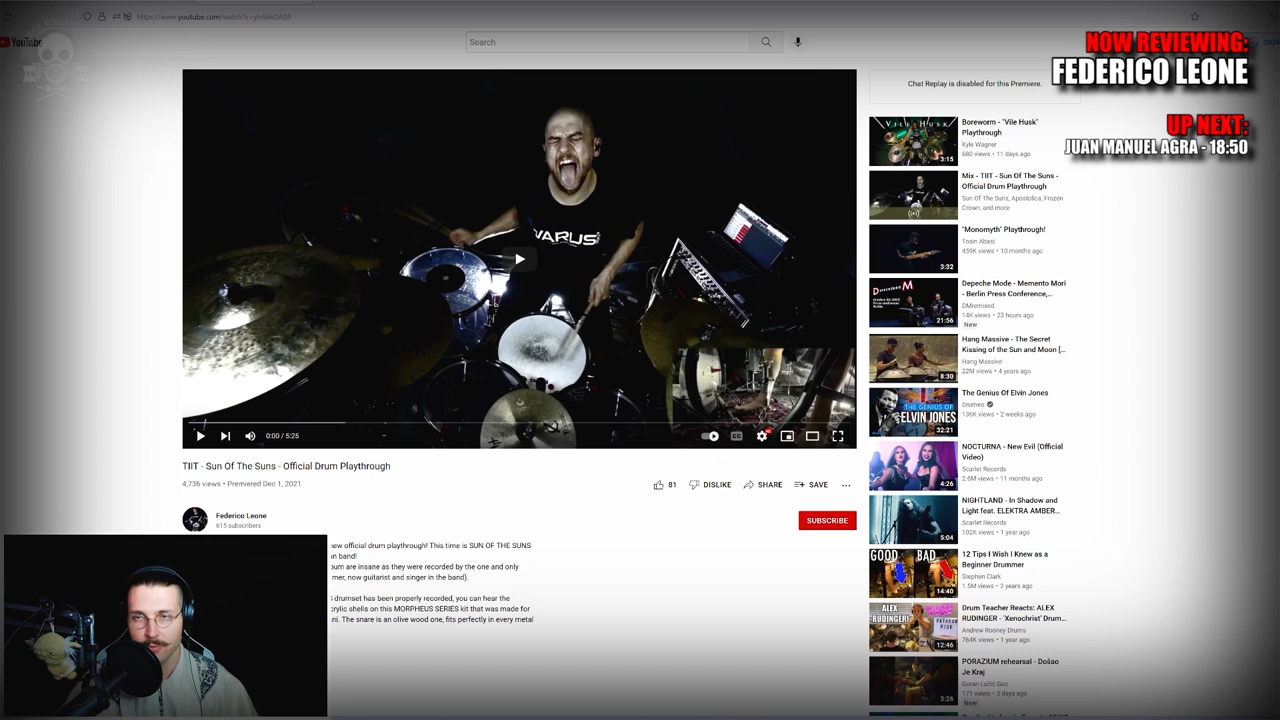 https://www.youtube.com/watch?v=
YouTube
Search
NOW REVIEWING:
FEDERICO LEONE
UP NEXT:
JUAN MANUEL AGRA - 18:50
VARUS
0:00 / 5:25
TIIT - Sun Of The Suns - Official Drum Playthrough
4,736 views • Premiered Dec 1, 2021
81
DISLIKE
SHARE
SAVE
Federico Leone
615 subscribers
SUBSCRIBE
new official drum playthrough! This time is SUN OF THE SUNS
n band!
um are insane as they were recorded by the one and only
mer, now guitarist and singer in the band).
drumset has been properly recorded, you can hear the
crylic shells on this MORPHEUS SERIES kit that was made for
ni. The snare is an olive wood one, fits perfectly in every metal
Chat Replay is disabled for this Premiere.
VILE HUSK
3:15
Boreworm - "Vile Husk"
Playthrough
Kyle Wagner
680 views • 11 days ago
Mix - TIIT - Sun Of The Suns -
Official Drum Playthrough
Sun Of The Suns, Apostolica, Frozen
Crown, and more
3:32
"Monomyth" Playthrough!
Tosin Abasi
459K views • 10 months ago
21:56
Depeche Mode - Memento Mori
- Berlin Press Conference,...
DMremixed
14K views • 23 hours ago
New
8:30
Hang Massive - The Secret
Kissing of the Sun and Moon [...
Hang Massive
22M views • 4 years ago
THE GENIUS OF
ELVIN JONES
32:21
The Genius Of Elvin Jones
Drumeo
136K views • 2 weeks ago
4:26
NOCTURNA - New Evil (Official
Video)
Scarlet Records
2.6M views • 11 months ago
5:04
NIGHTLAND - In Shadow and
Light feat. ELEKTRA AMBER...
Scarlet Records
102K views • 1 year ago
GOOD BAD
14:40
12 Tips I Wish I Knew as a
Beginner Drummer
Stephen Clark
1.5M views • 2 years ago
ALEX
RUDINGER
12:46
Drum Teacher Reacts: ALEX
RUDINGER - 'Xenochrist' Drum...
Andrew Rooney Drums
764K views • 1 year ago
3:26
PORAZIUM rehearsal - Došao
Je Kraj
Goran Lučić Goc
171 views • 3 days ago
New